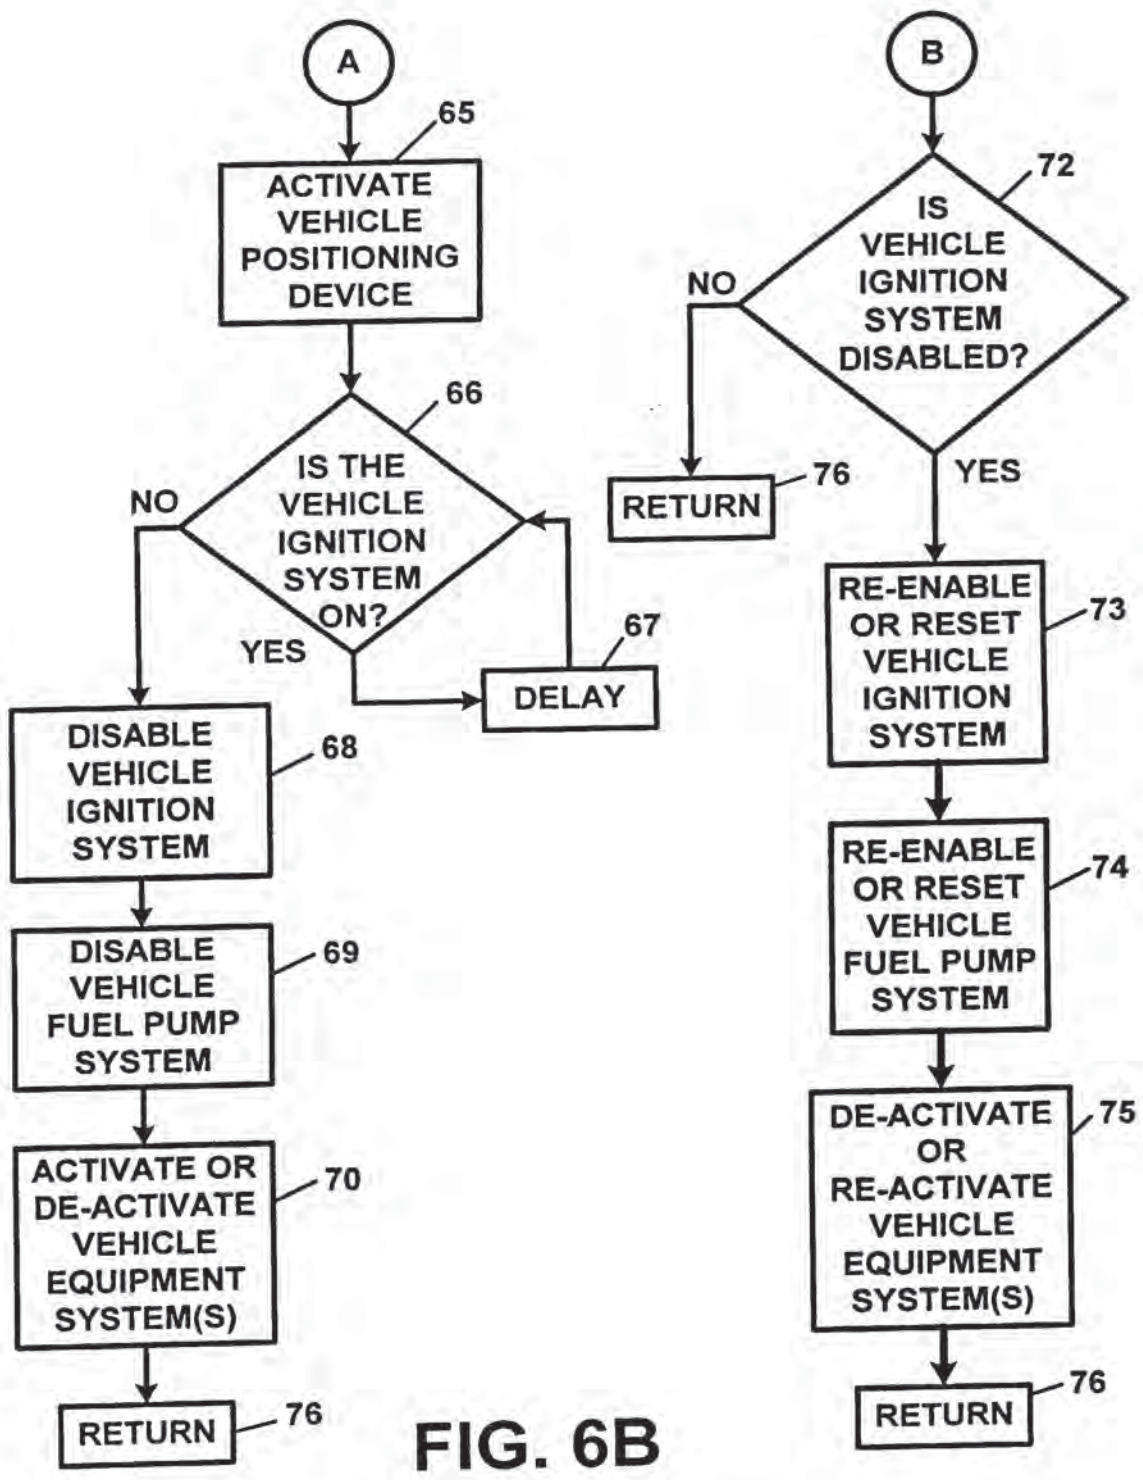 A
65
ACTIVATE
VEHICLE
POSITIONING
DEVICE
66
IS THE
VEHICLE
IGNITION
SYSTEM
ON?
NO
YES
67
DELAY
68
DISABLE
VEHICLE
IGNITION
SYSTEM
69
DISABLE
VEHICLE
FUEL PUMP
SYSTEM
70
ACTIVATE OR
DE-ACTIVATE
VEHICLE
EQUIPMENT
SYSTEM(S)
RETURN
76
B
72
IS
VEHICLE
IGNITION
SYSTEM
DISABLED?
NO
76
RETURN
YES
RE-ENABLE
OR RESET
VEHICLE
IGNITION
SYSTEM
73
RE-ENABLE
OR RESET
VEHICLE
FUEL PUMP
SYSTEM
74
DE-ACTIVATE
OR
RE-ACTIVATE
VEHICLE
EQUIPMENT
SYSTEM(S)
75
RETURN
76
FIG. 6B